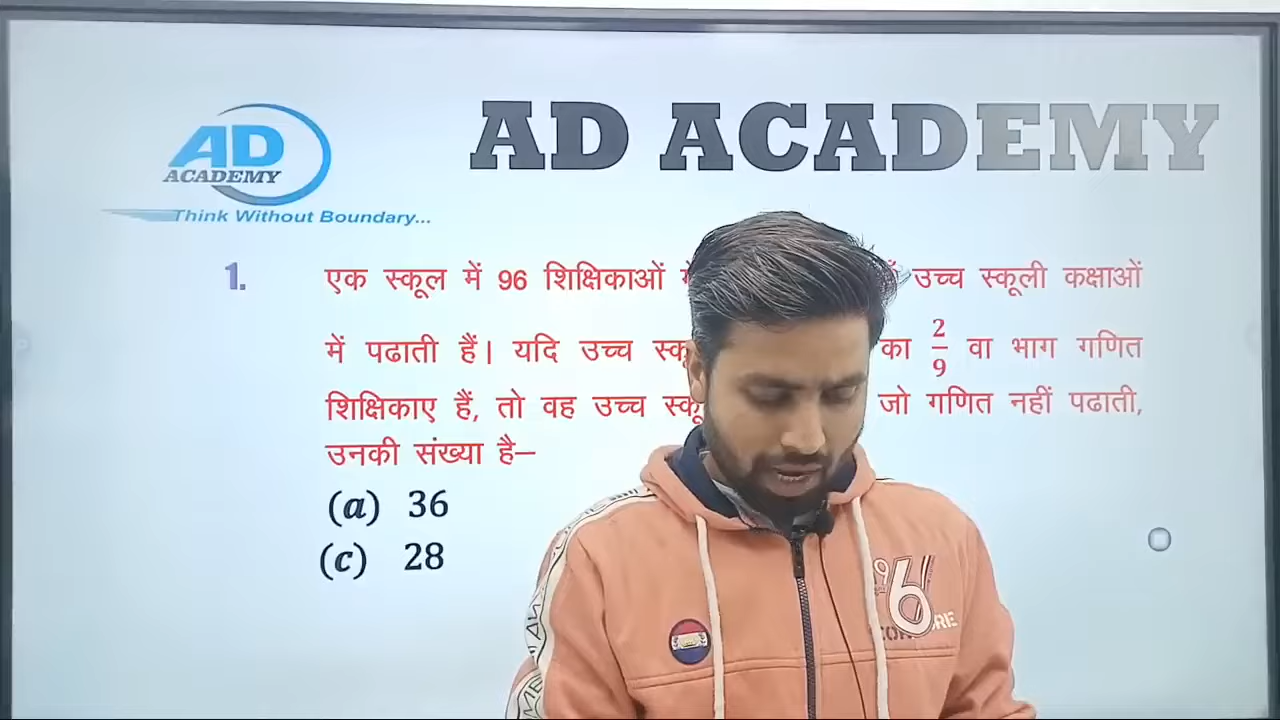 AD ACADEMY
AD
ACADEMY
Think Without Boundary...
1. एक स्कूल में 96 शिक्षिकाओं उच्च स्कूली कक्षाओं
में पढाती हैं। यदि उच्च का 2/9 वा भाग गणित
शिक्षिकाए हैं, तो वह उच्च जो गणित नहीं पढाती,
उनकी संख्या है–
(a) 36
(c) 28
96